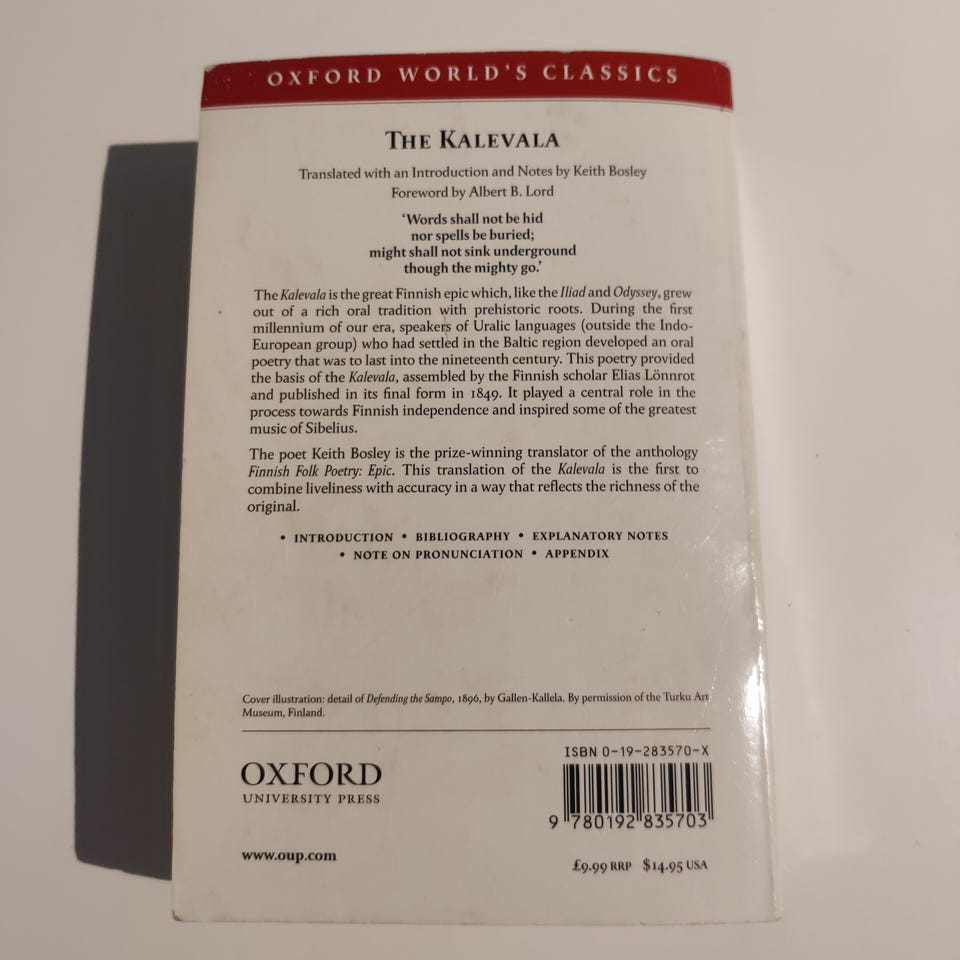 OXFORD WORLD'S CLASSICS
THE KALEVALA
Translated with an Introduction and Notes by Keith Bosley
Foreword by Albert B. Lord
'Words shall not be hid
nor spells be buried;
might shall not sink underground
though the mighty go.'
The Kalevala is the great Finnish epic which, like the Iliad and Odyssey, grew
out of a rich oral tradition with prehistoric roots. During the first
millennium of our era, speakers of Uralic languages (outside the Indo-
European group) who had settled in the Baltic region developed an oral
poetry that was to last into the nineteenth century. This poetry provided
the basis of the Kalevala, assembled by the Finnish scholar Elias Lönnrot
and published in its final form in 1849. It played a central role in the
process towards Finnish independence and inspired some of the greatest
music of Sibelius.
The poet Keith Bosley is the prize-winning translator of the anthology
Finnish Folk Poetry: Epic. This translation of the Kalevala is the first to
combine liveliness with accuracy in a way that reflects the richness of the
original.
• INTRODUCTION • BIBLIOGRAPHY • EXPLANATORY NOTES
• NOTE ON PRONUNCIATION • APPENDIX
Cover illustration: detail of Defending the Sampo, 1896, by Gallen-Kallela. By permission of the Turku Art
Museum, Finland.
ISBN 0-19-283570-X
OXFORD
UNIVERSITY PRESS
9 780192 835703
www.oup.com
£9.99 RRP $14.95 USA